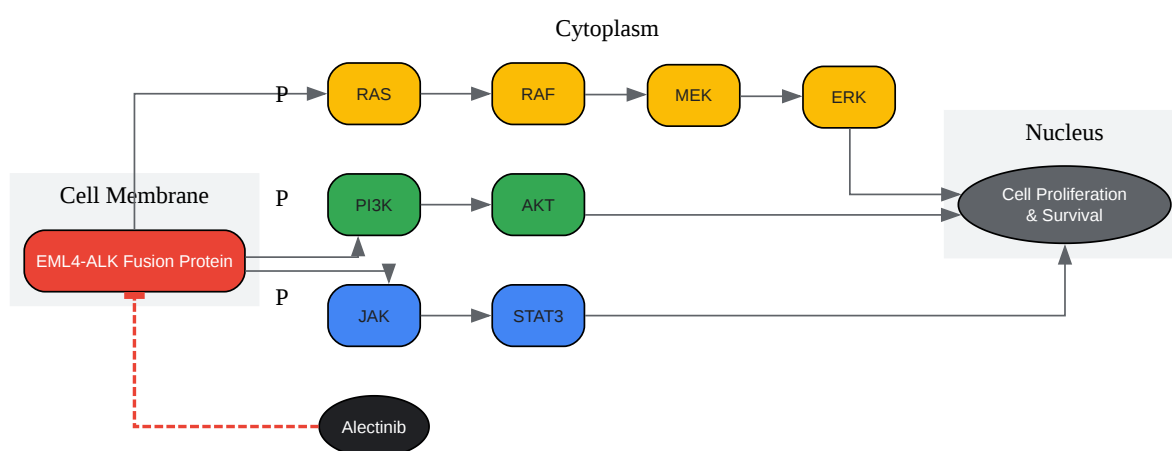 Cytoplasm
P
RAS
RAF
MEK
ERK
Nucleus
Cell Membrane
P
PI3K
AKT
Cell Proliferation
& Survival
EML4-ALK Fusion Protein
P
JAK
STAT3
Alectinib